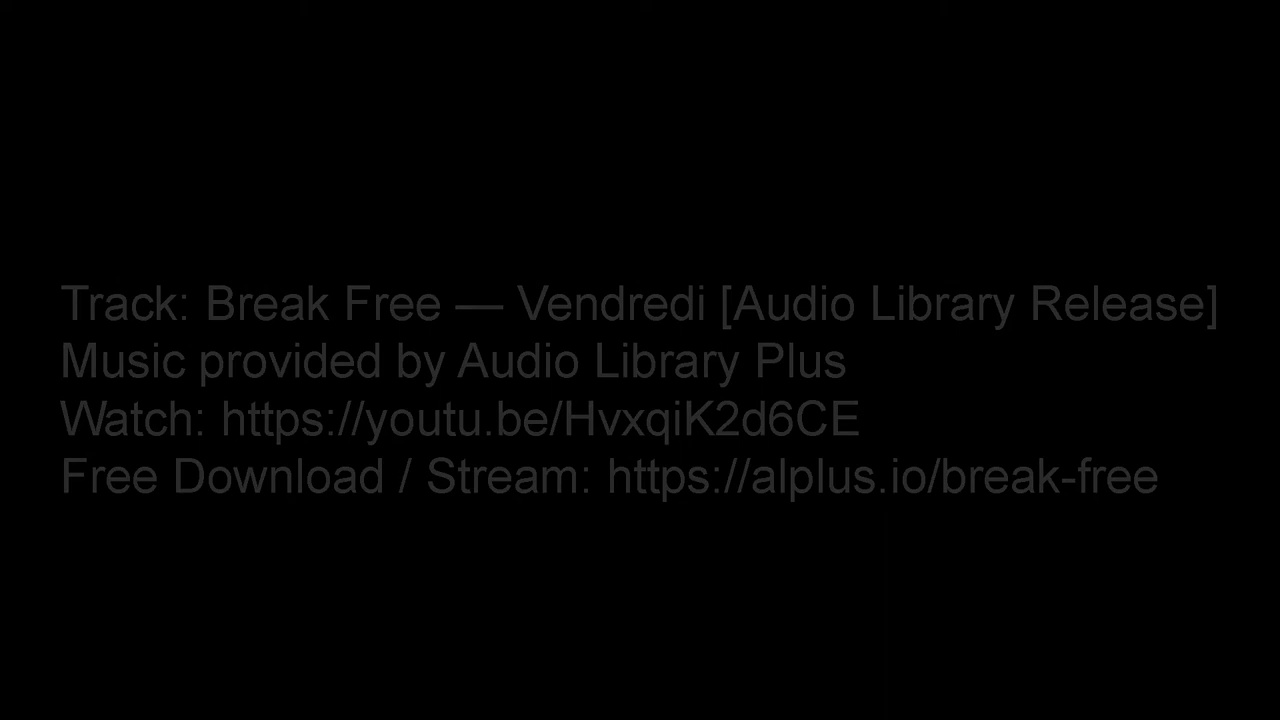 Track: Break Free — Vendredi [Audio Library Release]
Music provided by Audio Library Plus
Watch: https://youtu.be/HvxqiK2d6CE
Free Download / Stream: https://alplus.io/break-free